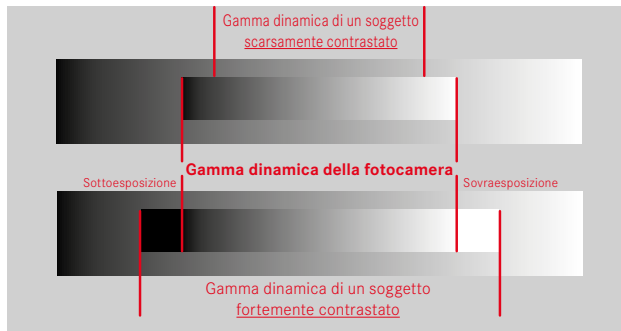 Gamma dinamica di un soggetto
scarsamente contrastato
Gamma dinamica della fotocamera
Sottoesposizione
Sovraesposizione
Gamma dinamica di un soggetto
fortemente contrastato